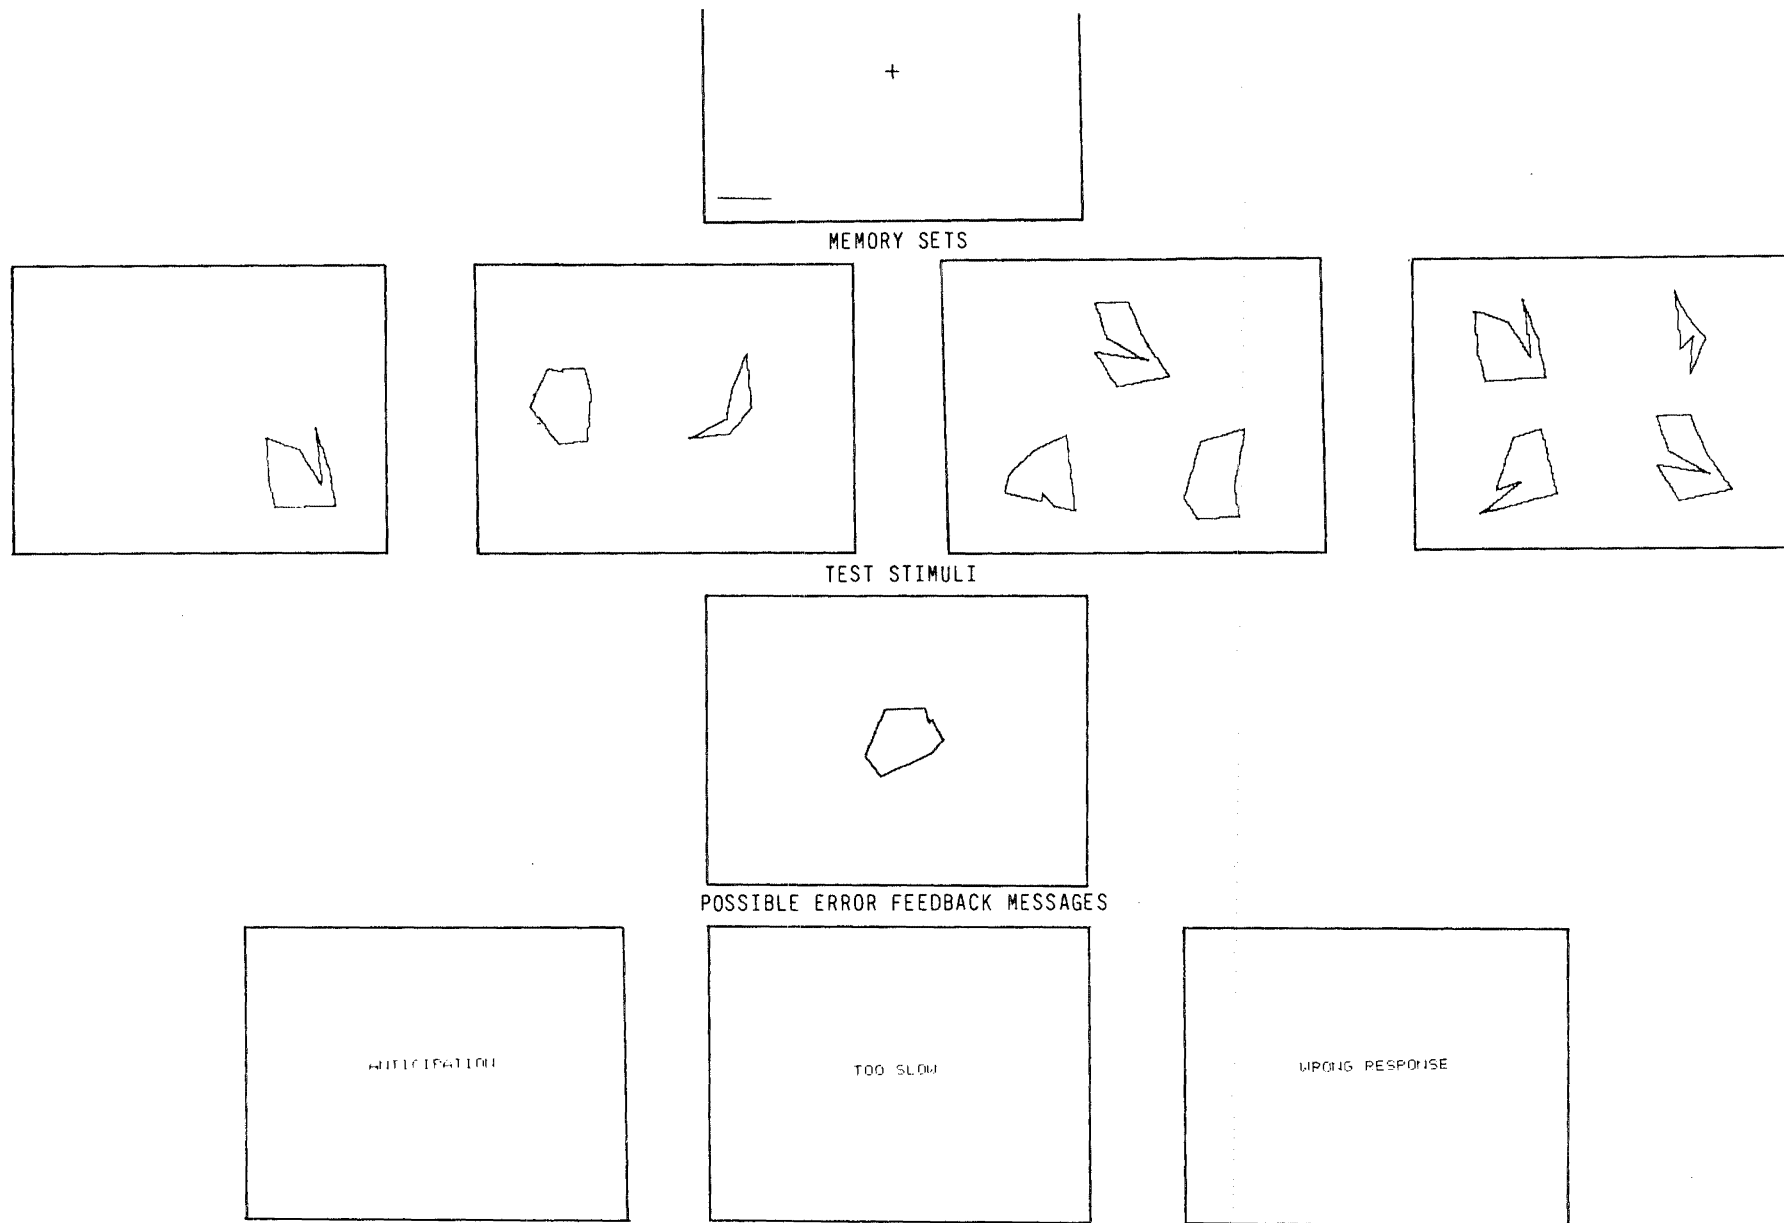 MEMORY SETS
TEST STIMULI
POSSIBLE ERROR FEEDBACK MESSAGES
ANTICIPATION
TOO SLOW
WRONG RESPONSE